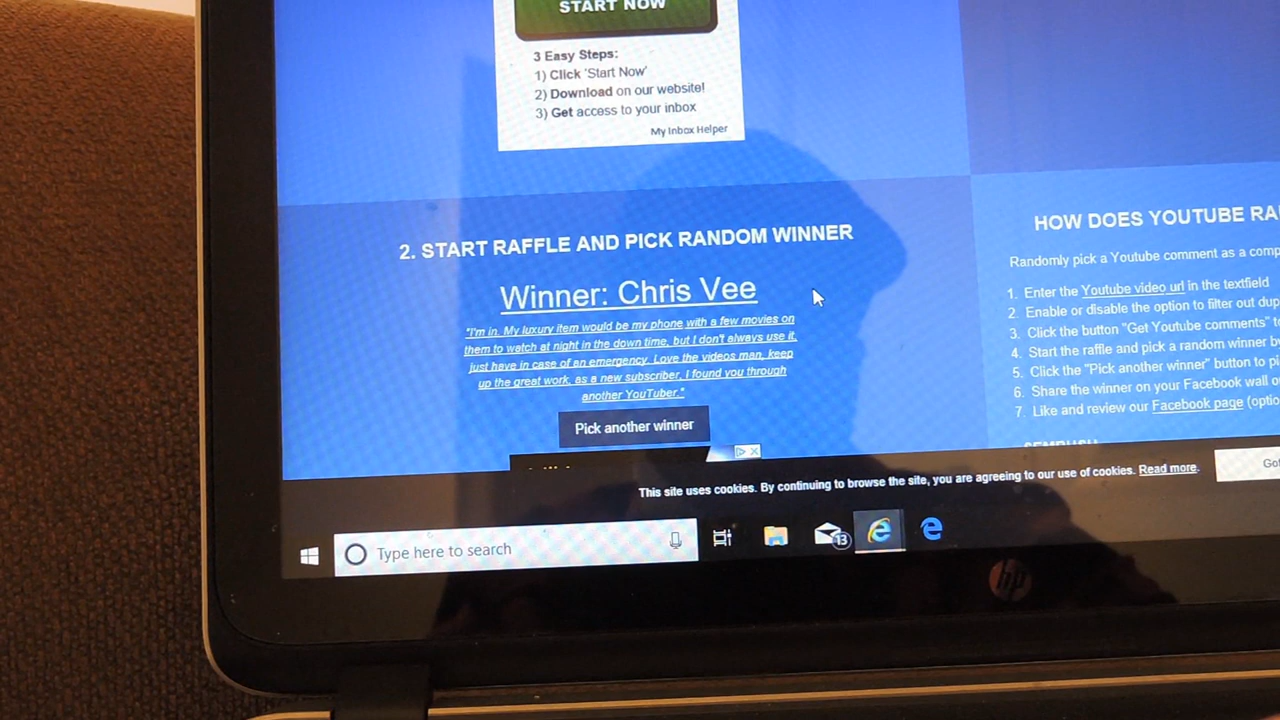 START NOW
3 Easy Steps:
1) Click 'Start Now'
2) Download on our website!
3) Get access to your inbox
My Inbox Helper
2. START RAFFLE AND PICK RANDOM WINNER
Winner: Chris Vee
"I'm in. My luxury item would be my phone with a few movies on
them to watch at night in the down time, but I don't always use it,
just have in case of an emergency. Love the videos man, keep
up the great work, as a new subscriber, I found you through
another YouTuber."
Pick another winner
HOW DOES YOUTUBE
Randomly pick a Youtube comment as a
1. Enter the Youtube video url in the textfield
2. Enable or disable the option to filter out
3. Click the button "Get Youtube comments"
4. Start the raffle and pick a random winner
5. Click the "Pick another winner" button to
6. Share the winner on your Facebook wall
7. Like and review our Facebook page
This site uses cookies. By continuing to browse the site, you are agreeing to our use of cookies. Read more.
Type here to search
13
hp